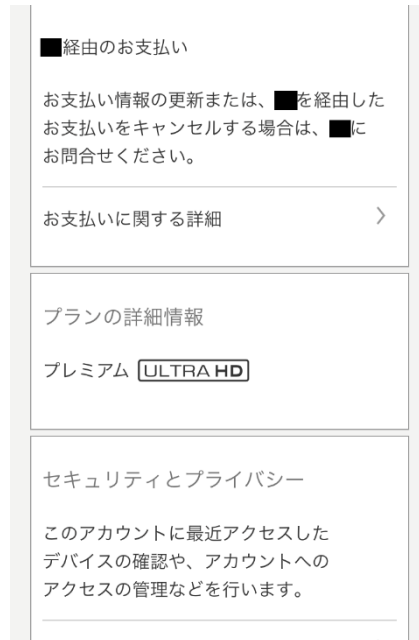 経由のお支払い
お支払い情報の更新または、を経由した
お支払いをキャンセルする場合は、に
お問合せください。
お支払いに関する詳細
プランの詳細情報
プレミアム ULTRA HD
セキュリティとプライバシー
このアカウントに最近アクセスした
デバイスの確認や、アカウントへの
アクセスの管理などを行います。